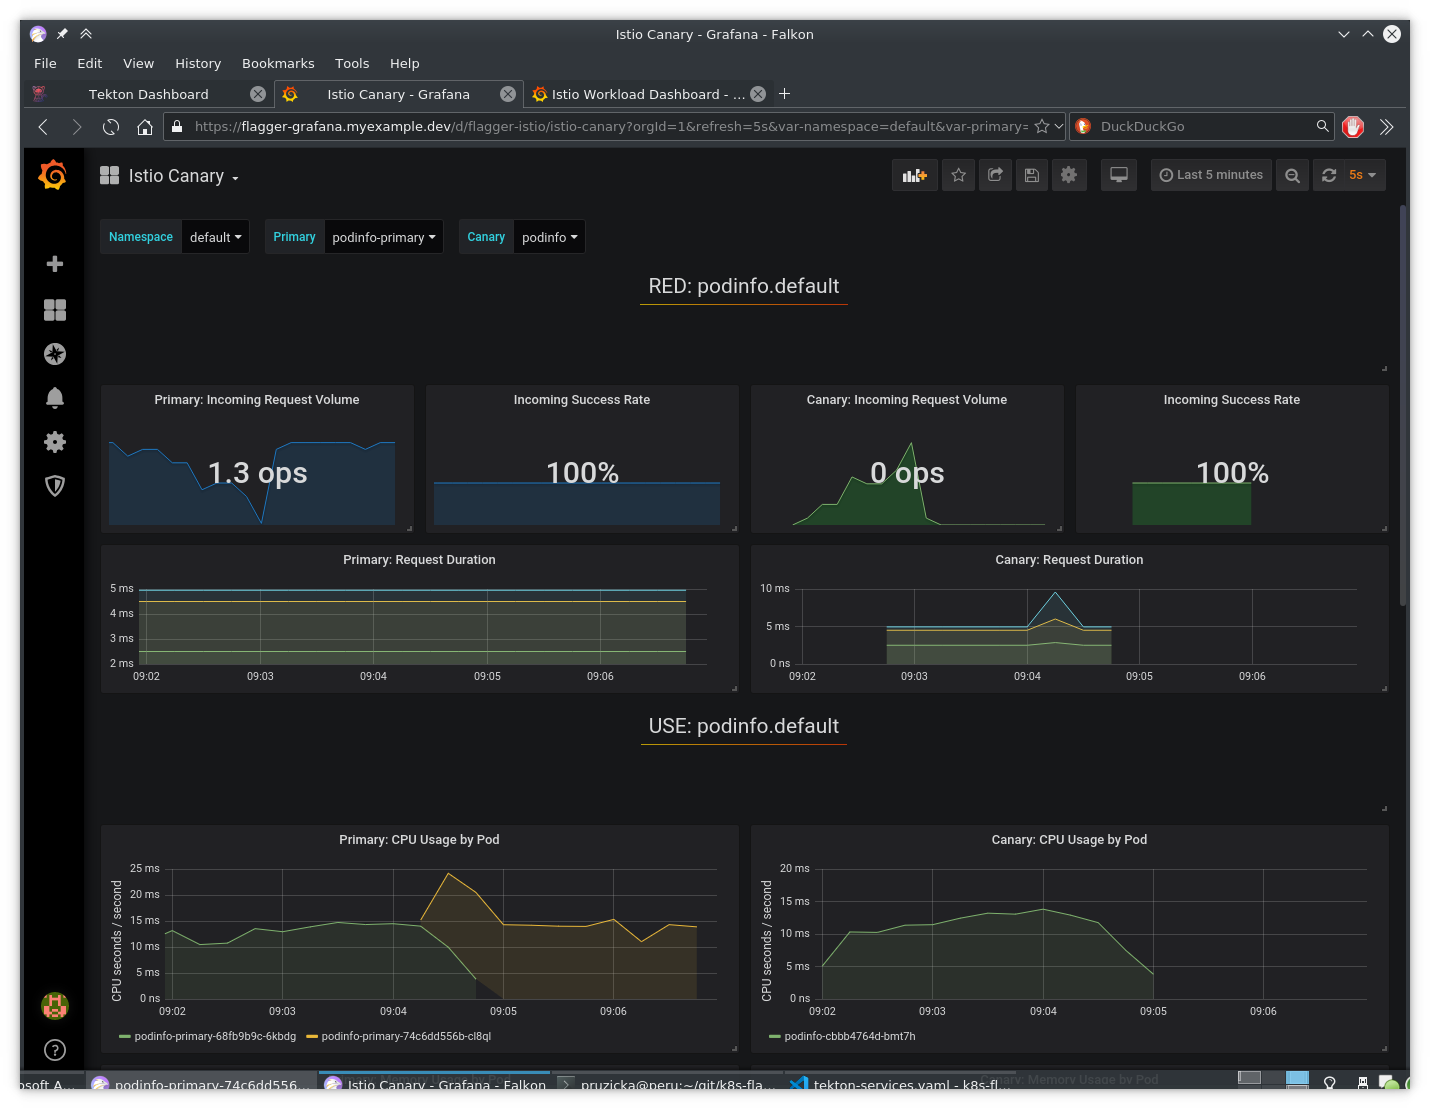 Istio Canary - Grafana - Falkon
File Edit View History Bookmarks Tools Help
Tekton Dashboard Istio Canary - Grafana Istio Workload Dashboard - ...
https://flagger-grafana.myexample.dev/d/flagger-istio/istio-canary?orgId=1&refresh=5s&var-namespace=default&var-primary= DuckDuckGo
Istio Canary Last 5 minutes 5s
Namespace default Primary podinfo-primary Canary podinfo
RED: podinfo.default
Primary: Incoming Request Volume Incoming Success Rate Canary: Incoming Request Volume Incoming Success Rate
1.3 ops 100% 0 ops 100%
Primary: Request Duration
5 ms
4 ms
3 ms
2 ms
09:02 09:03 09:04 09:05 09:06
Canary: Request Duration
10 ms
5 ms
0 ns
09:02 09:03 09:04 09:05 09:06
USE: podinfo.default
Primary: CPU Usage by Pod
CPU seconds / second
25 ms
20 ms
15 ms
10 ms
5 ms
0 ns
09:02 09:03 09:04 09:05 09:06
podinfo-primary-68fb9b9c-6kbdg podinfo-primary-74c6dd556b-cl8ql
Canary: CPU Usage by Pod
CPU seconds / second
20 ms
15 ms
10 ms
5 ms
0 ns
09:02 09:03 09:04 09:05 09:06
podinfo-cbbb4764d-bmt7h
Canary: Memory Usage by Pod
osoft A... podinfo-primary-74c6dd556... Istio Canary - Grafana - Falkon pruzicka@peru:~/git/k8s-fla... tekton-services.yaml - k8s-fl...